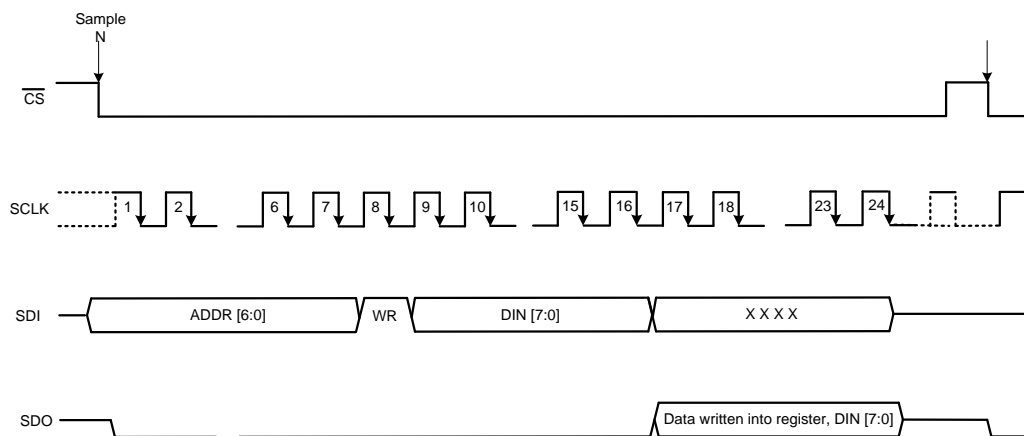 Sample
N
CS
SCLK
1
2
6
7
8
9
10
15
16
17
18
23
24
SDI
ADDR [6:0]
WR
DIN [7:0]
X X X X
SDO
Data written into register, DIN [7:0]